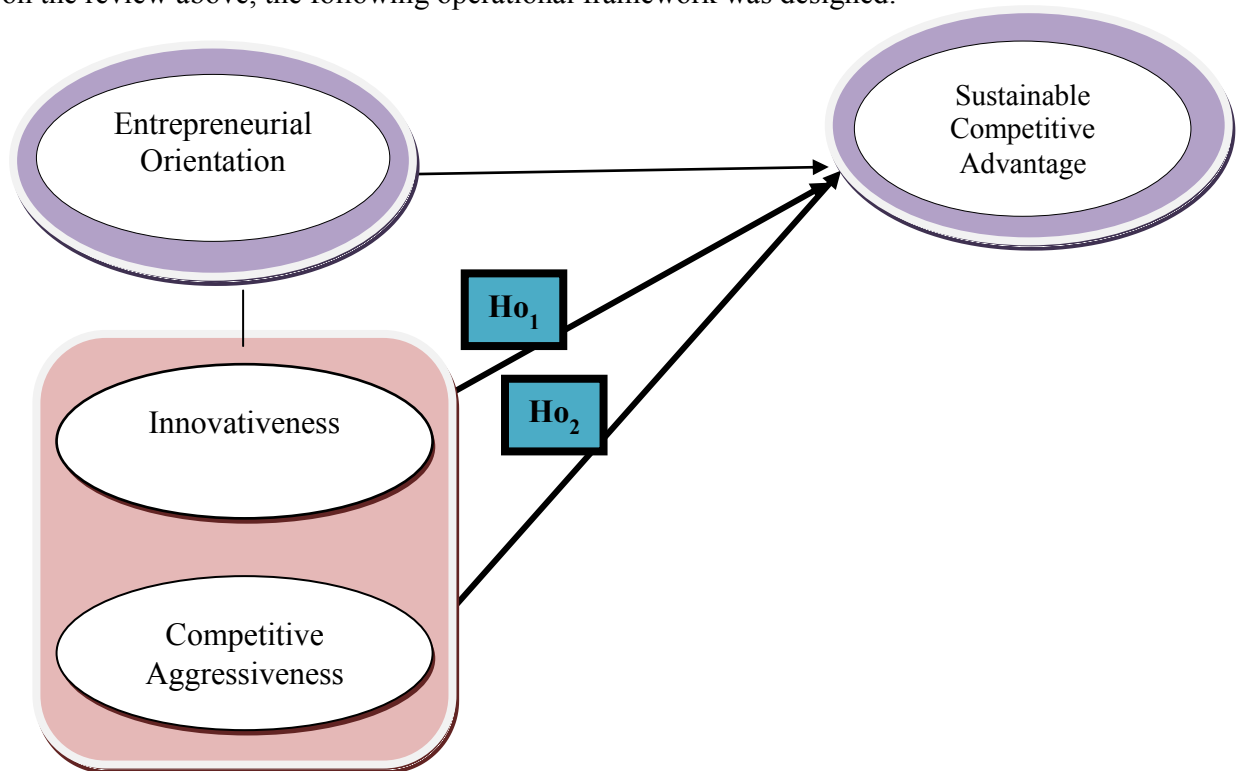 on the review above, the following operational framework was designed:
Entrepreneurial
Orientation
Sustainable
Competitive
Advantage
Ho1
Innovativeness
Ho2
Competitive
Aggressiveness